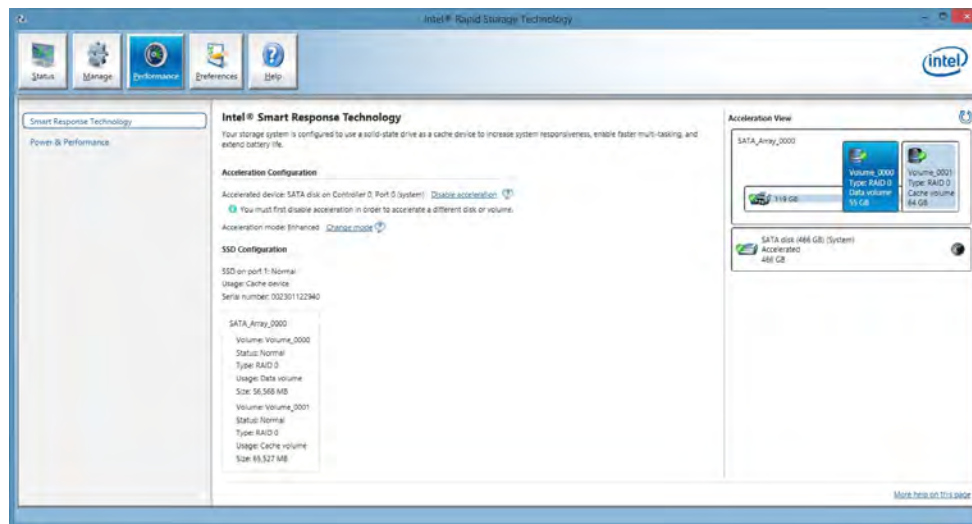 Intel® Rapid Storage Technology
Status
Manage
Performance
Preferences
Help
intel
Smart Response Technology
Power & Performance
Intel® Smart Response Technology
Your storage system is configured to use a solid-state drive as a cache device to increase system responsiveness, enable faster multi-tasking, and
extend battery life.
Acceleration Configuration
Accelerated device: SATA disk on Controller 0, Port 0 (system) Disable acceleration
You must first disable acceleration in order to accelerate a different disk or volume.
Acceleration mode: Enhanced Change mode
SSD Configuration
SSD on port 1: Normal
Usage: Cache device
Serial number: 002301122940
SATA_Array_0000
Volume: Volume_0000
Status: Normal
Type: RAID 0
Usage: Data volume
Size: 56,568 MB
Volume: Volume_0001
Status: Normal
Type: RAID 0
Usage: Cache volume
Size: 65,527 MB
Acceleration View
SATA_Array_0000
119 GB
Volume_0000
Type: RAID 0
Data volume
55 GB
Volume_0001
Type: RAID 0
Cache volume
64 GB
SATA disk (466 GB) (System)
Accelerated
466 GB
More help on this page